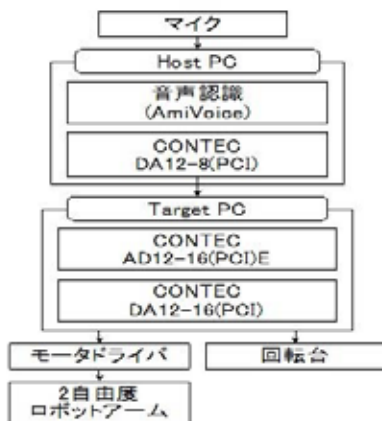 マイク
Host PC
音声認識
(AmiVoice)
CONTEC
DA12-8(PCI)
Target PC
CONTEC
AD12-16(PCI)E
CONTEC
DA12-16(PCI)
モータドライバ
回転台
2自由度
ロボットアーム